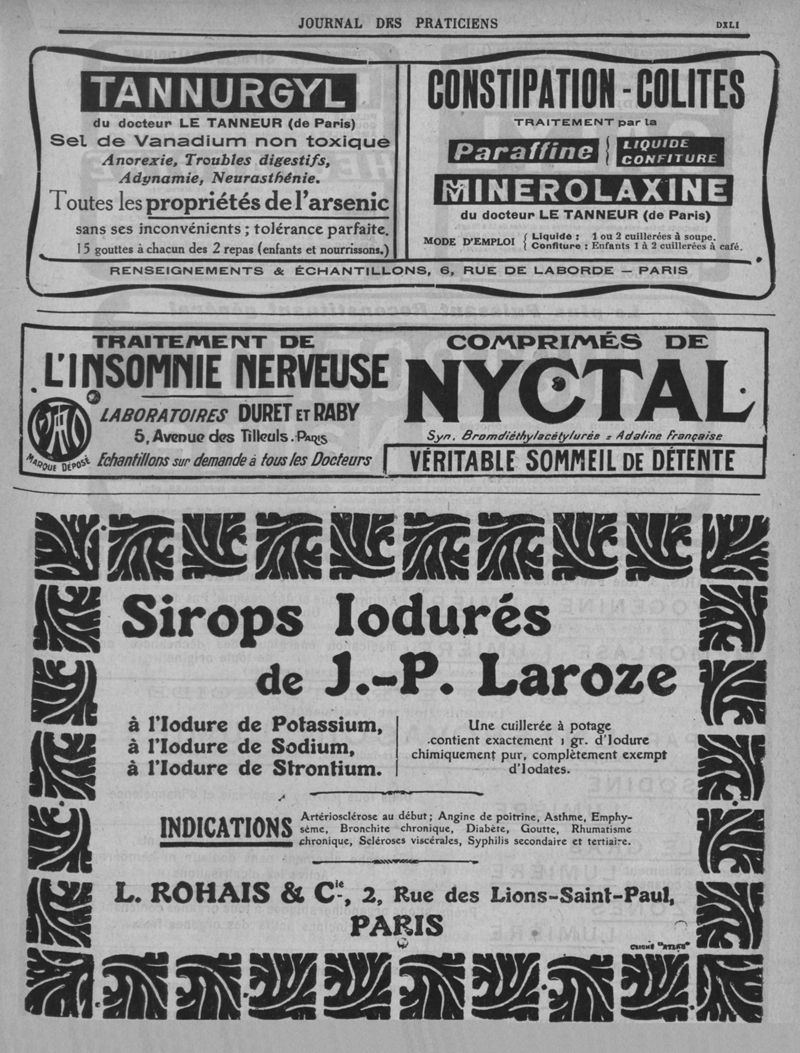 JOURNAL DES PRATICIENS
DXLI
TANNURGYL
du docteur LE TANNEUR (de Paris)
Sel de Vanadium non toxique
Anorexie, Troubles digestifs,
Adynamie, Neurasthénie.
Toutes les propriétés de l'arsenic
sans ses inconvénients ; tolérance parfaite.
15 gouttes à chacun des 2 repas (enfants et nourrissons.)
CONSTIPATION - COLITES
TRAITEMENT par la
Paraffine { LIQUIDE
CONFITURE
MINEROLAXINE
du docteur LE TANNEUR (de Paris)
MODE D'EMPLOI { Liquide : 1 ou 2 cuillerées à soupe.
Confiture : Enfants 1 à 2 cuillerées à café.
RENSEIGNEMENTS & ÉCHANTILLONS, 6, RUE DE LABORDE — PARIS
TRAITEMENT DE
L'INSOMNIE NERVEUSE
LABORATOIRES DURET ET RABY
5, Avenue des Tilleuls. PARIS
MARQUE DÉPOSÉ
Echantillons sur demande à tous les Docteurs
COMPRIMÉS DE
NYCTAL
Syn. Bromdiéthylacétylurée = Adaline Française
VÉRITABLE SOMMEIL DE DÉTENTE
Sirops Iodurés
de J.-P. Laroze
à l'Iodure de Potassium,
à l'Iodure de Sodium,
à l'Iodure de Strontium.
Une cuillerée à potage
contient exactement 1 gr. d'Iodure
chimiquement pur, complètement exempt
d'Iodates.
INDICATIONS
Artériosclérose au début ; Angine de poitrine, Asthme, Emphy-
sème, Bronchite chronique, Diabète, Goutte, Rhumatisme
chronique, Scléroses viscérales, Syphilis secondaire et tertiaire.
L. ROHAIS & Cie, 2, Rue des Lions-Saint-Paul,
PARIS
CLICHÉ "ATLAS"